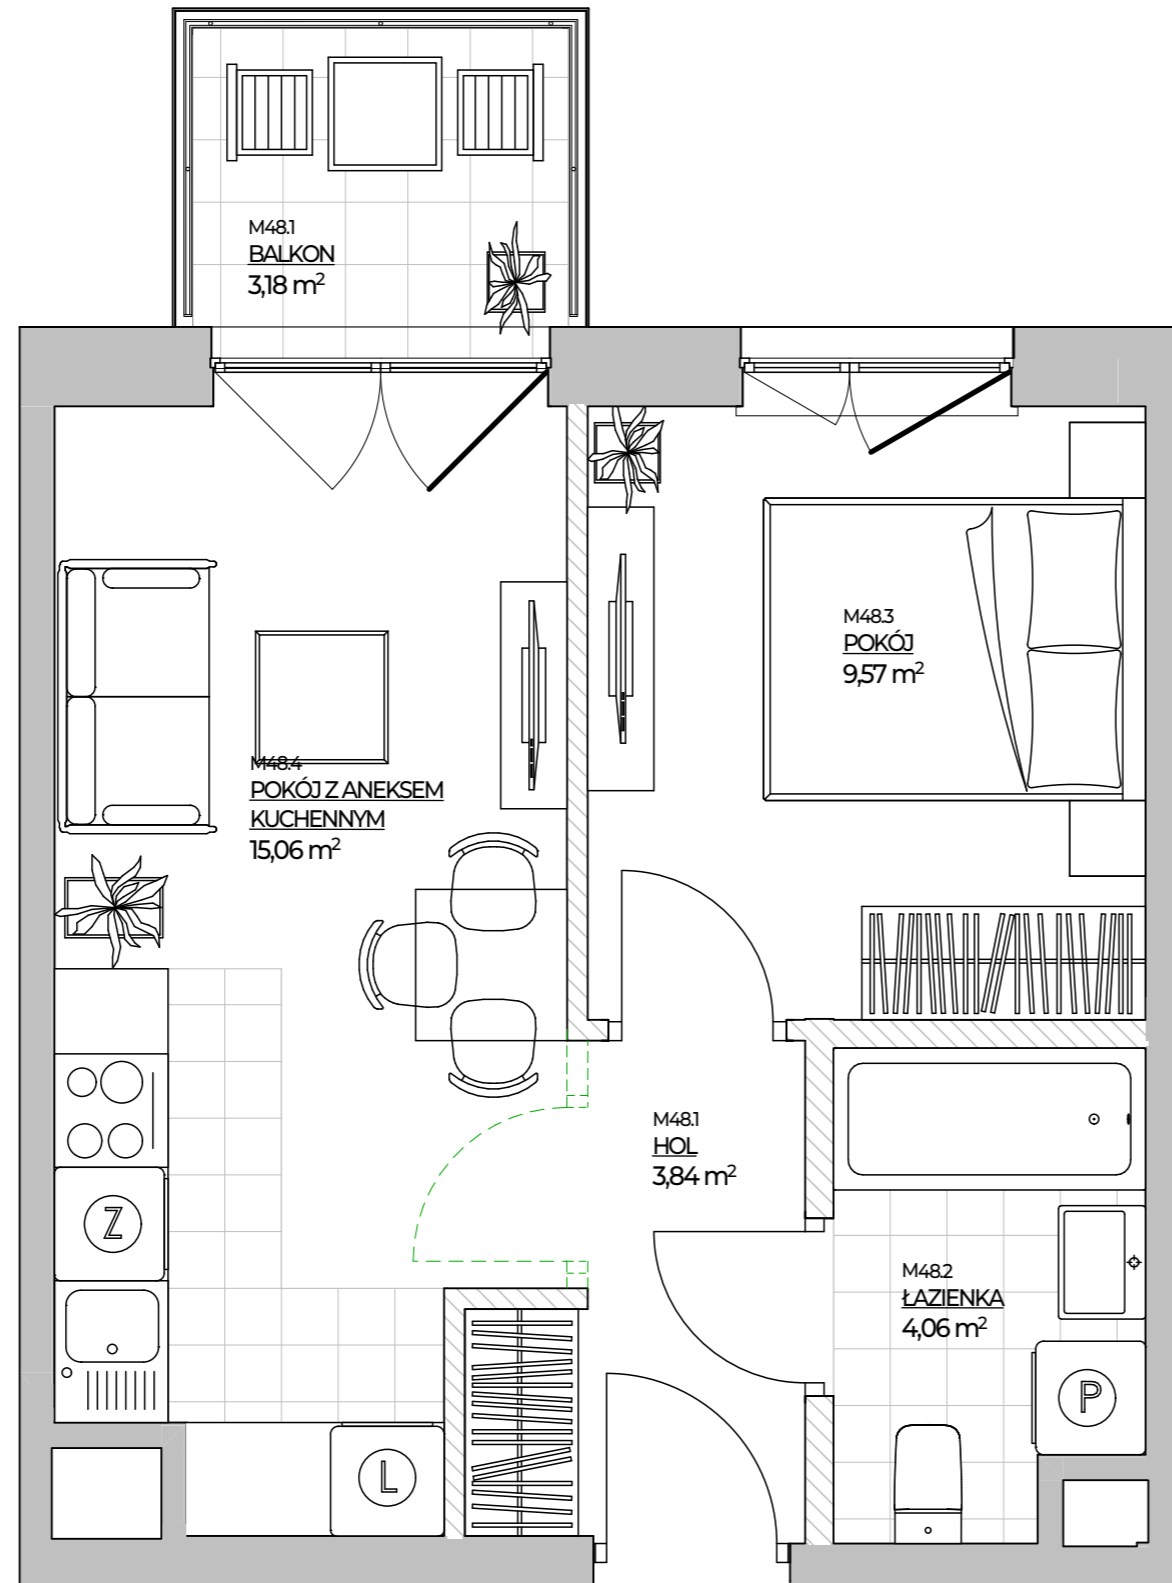 M48.1
BALKON
3,18 m²
M48.3
POKÓJ
9,57 m²
M48.4
POKÓJ Z ANEKSEM
KUCHENNYM
15,06 m²
M48.1
HOL
3,84 m²
Z
M48.2
ŁAZIENKA
4,06 m²
P
L